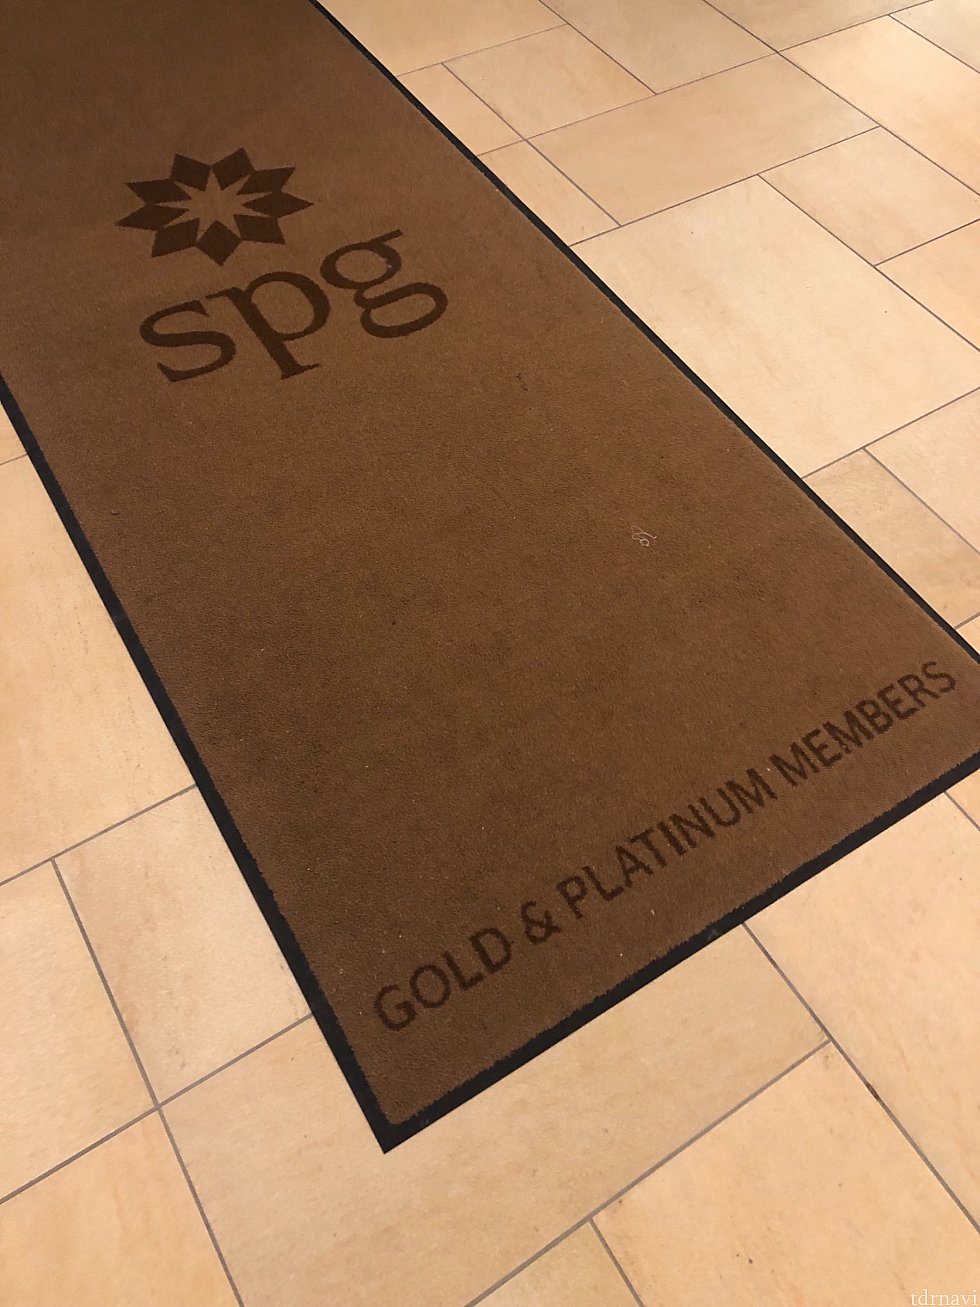 spg
GOLD & PLATINUM MEMBERS
tdrnavi